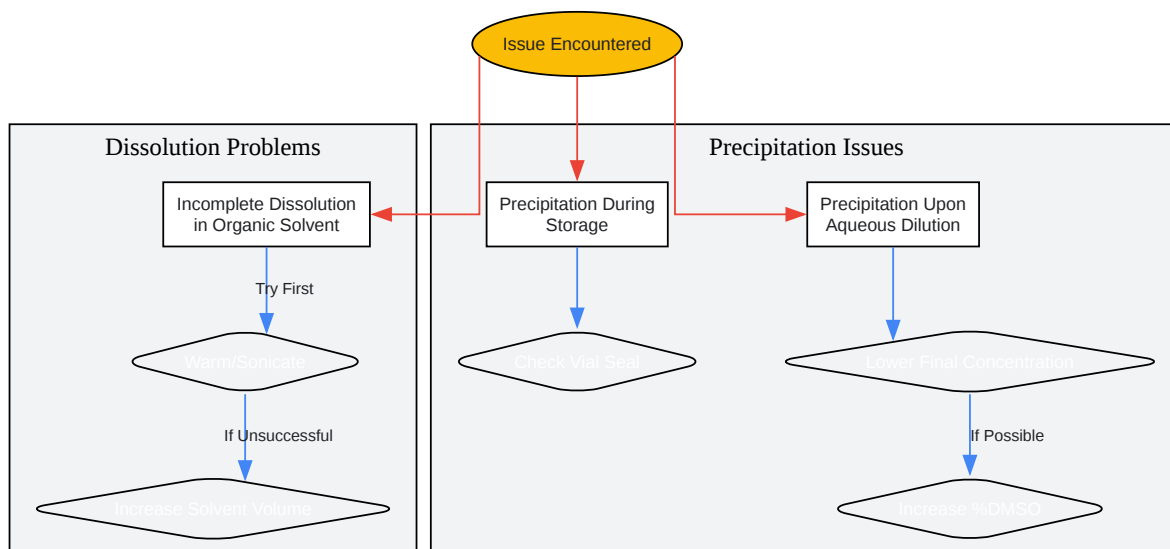 Issue Encountered
Dissolution Problems
Precipitation Issues
Incomplete Dissolution
in Organic Solvent
Precipitation During
Storage
Precipitation Upon
Aqueous Dilution
Try First
Warm/Sonicate
Check Vial Seal
Lower Final Concentration
If Unsuccessful
If Possible
Increase Solvent Volume
Increase %DMSO